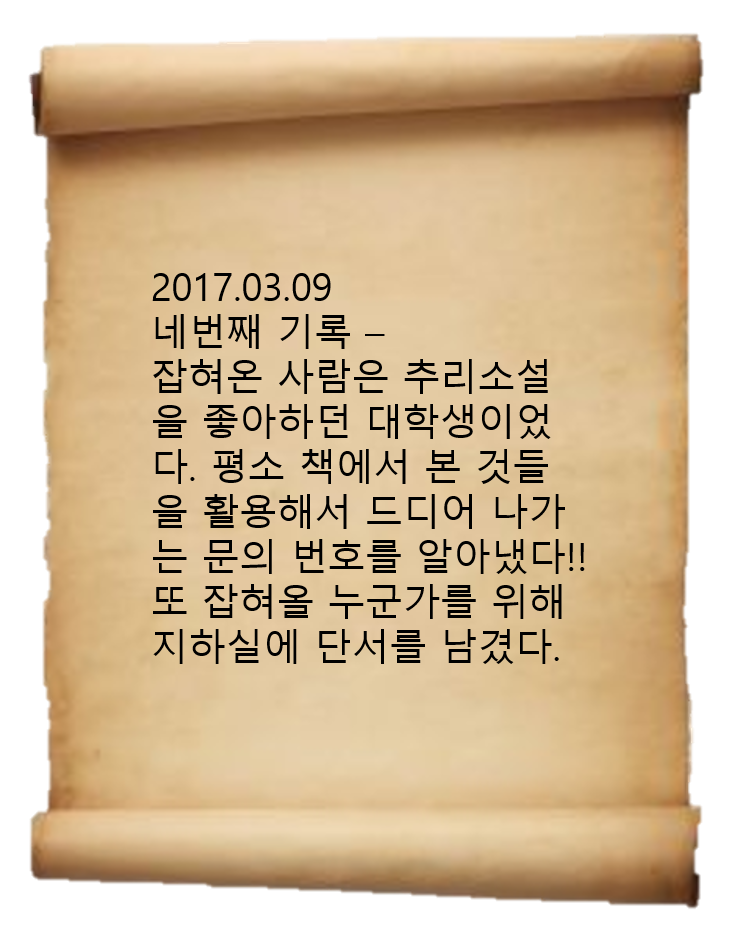 2017.03.09
네번째 기록 –
잡혀온 사람은 추리소설
을 좋아하던 대학생이었
다. 평소 책에서 본 것들
을 활용해서 드디어 나가
는 문의 번호를 알아냈다!!
또 잡혀올 누군가를 위해
지하실에 단서를 남겼다.